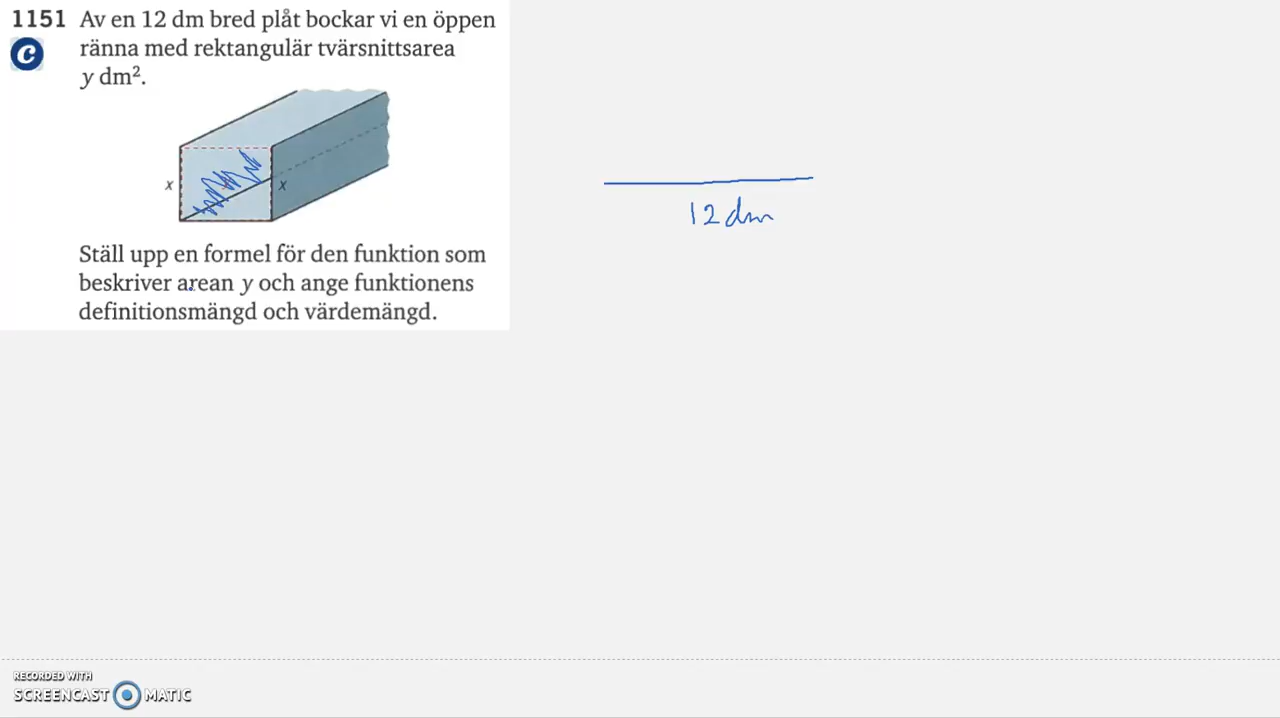 1151 Av en 12 dm bred plåt bockar vi en öppen
C ränna med rektangulär tvärsnittsarea
y dm².
x x
12 dm
Ställ upp en formel för den funktion som
beskriver arean y och ange funktionens
definitionsmängd och värdemängd.
RECORDED WITH
SCREENCAST MATIC